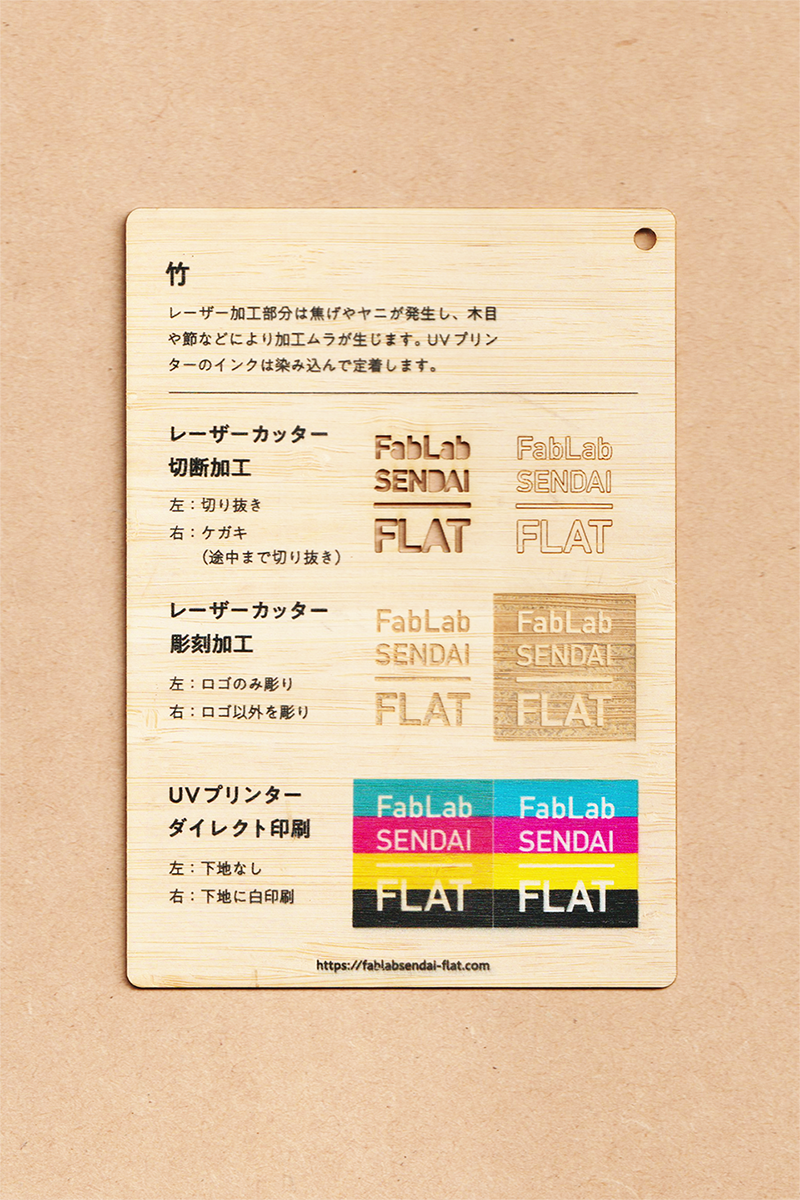 竹
レーザー加工部分は焦げやヤニが発生し、木目
や節などにより加工ムラが生じます。UVプリン
ターのインクは染み込んで定着します。
レーザーカッター
切断加工
左：切り抜き
右：ケガキ
（途中まで切り抜き）
FabLab
SENDAI
FLAT
FabLab
SENDAI
FLAT
レーザーカッター
彫刻加工
左：ロゴのみ彫り
右：ロゴ以外を彫り
FabLab
SENDAI
FLAT
FabLab
SENDAI
FLAT
UVプリンター
ダイレクト印刷
左：下地なし
右：下地に白印刷
FabLab
SENDAI
FLAT
FabLab
SENDAI
FLAT
https://fablabsendai-flat.com